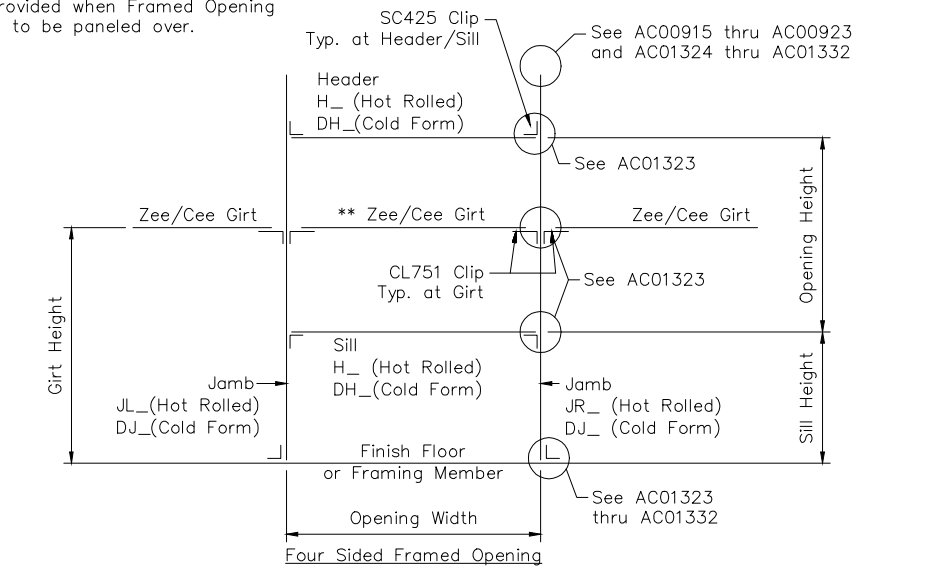 rovided when Framed Opening
to be paneled over.
SC425 Clip
Typ. at Header/Sill
See AC00915 thru AC00923
and AC01324 thru AC01332
Header
H_ (Hot Rolled)
DH_(Cold Form)
See AC01323
Zee/Cee Girt
** Zee/Cee Girt
Zee/Cee Girt
Opening Height
CL751 Clip
Typ. at Girt
See AC01323
Girt Height
Sill
H_ (Hot Rolled)
DH_(Cold Form)
Jamb
JL_(Hot Rolled)
DJ_(Cold Form)
Jamb
JR_ (Hot Rolled)
DJ_ (Cold Form)
Sill Height
Finish Floor
or Framing Member
See AC01323
thru AC01332
Opening Width
Four Sided Framed Opening